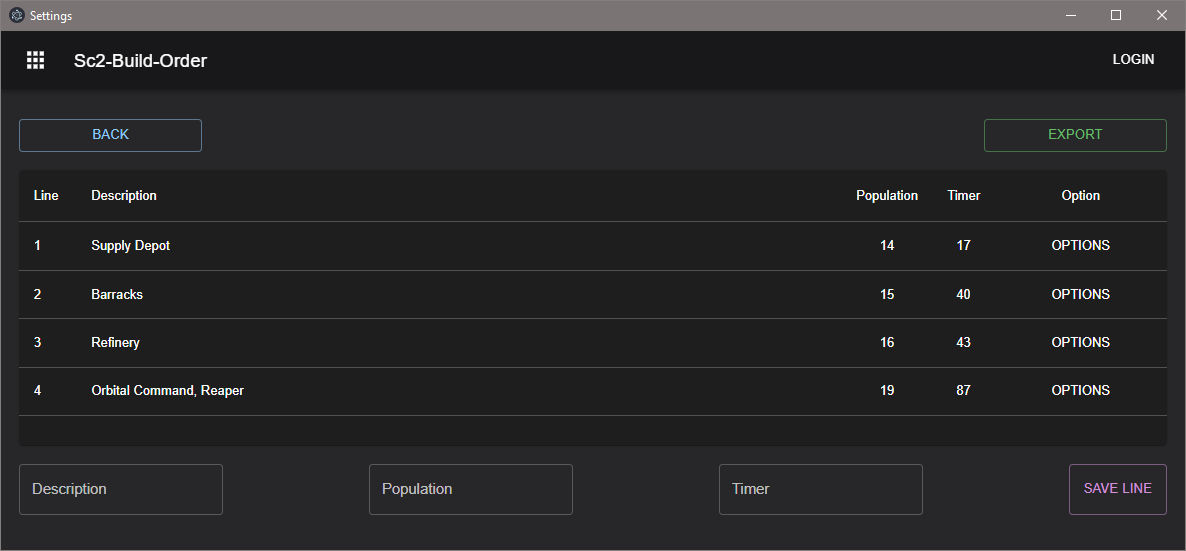 Settings
Sc2-Build-Order LOGIN
BACK EXPORT
Line Description Population Timer Option
1 Supply Depot 14 17 OPTIONS
2 Barracks 15 40 OPTIONS
3 Refinery 16 43 OPTIONS
4 Orbital Command, Reaper 19 87 OPTIONS
Description Population Timer SAVE LINE